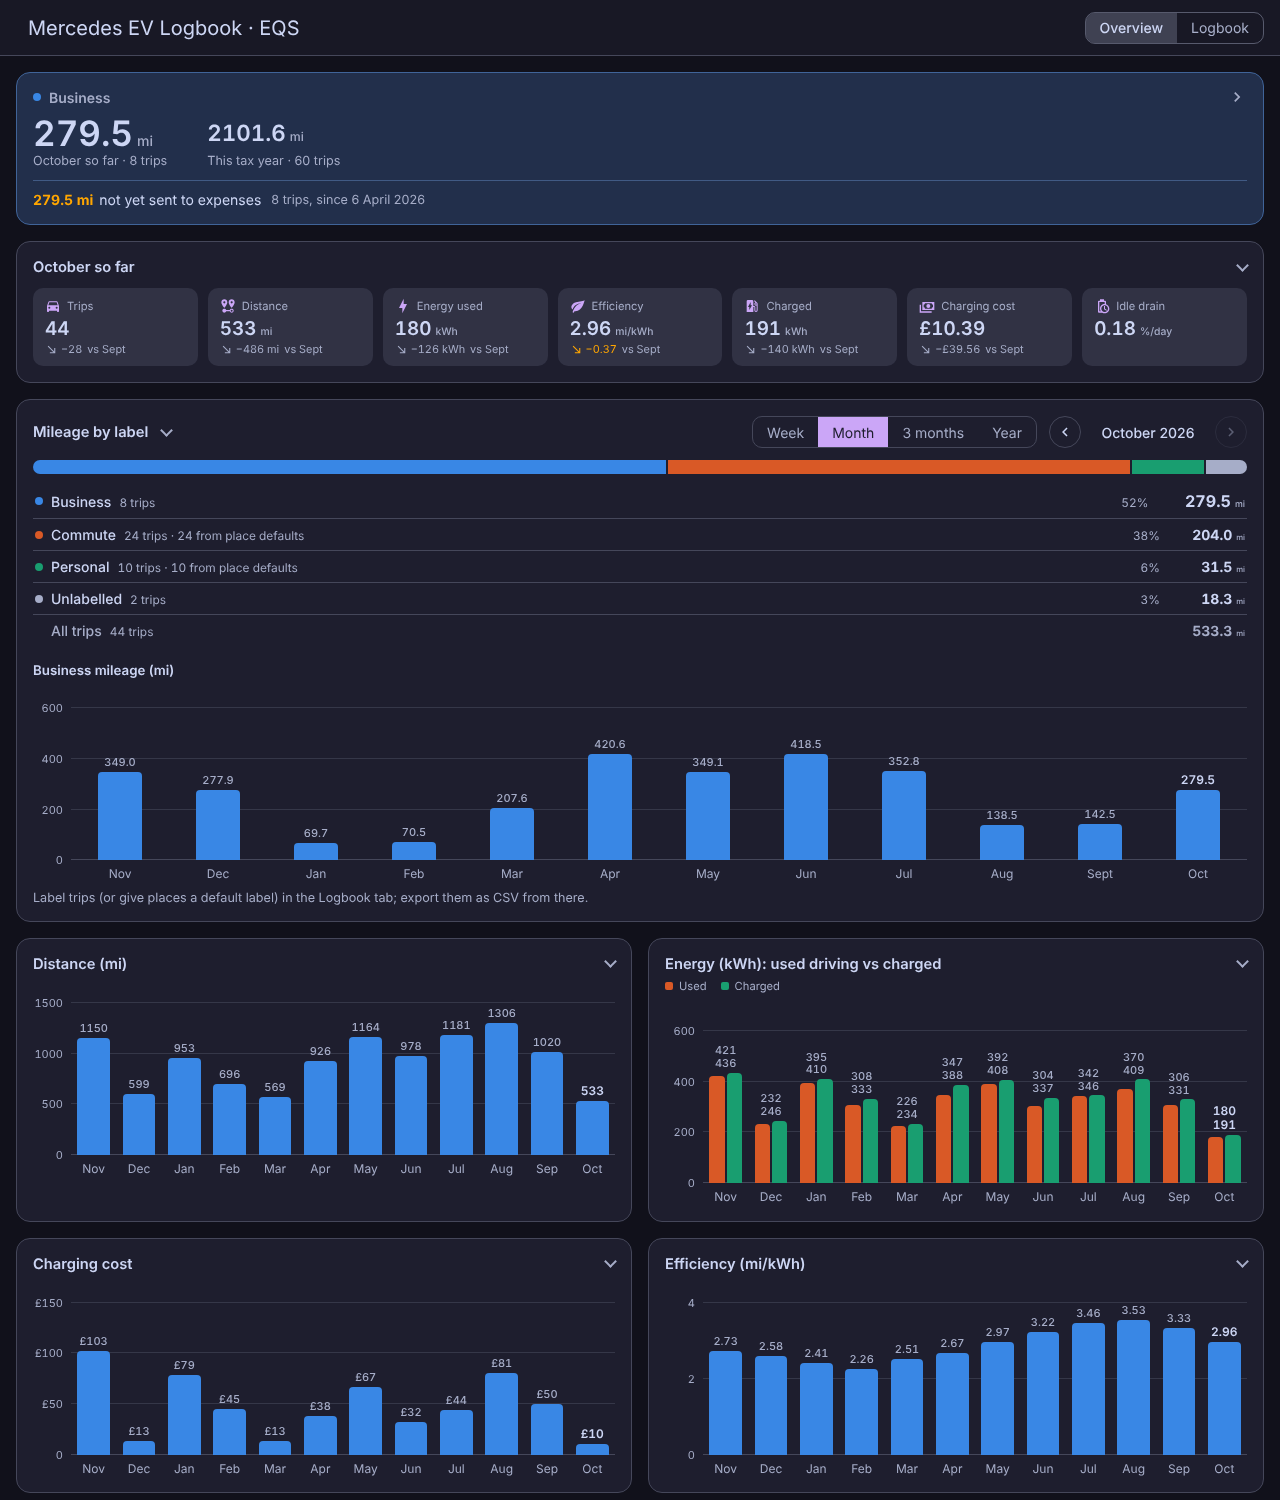 Mercedes EV Logbook · EQS
Overview
Logbook
Business
279.5 mi
October so far · 8 trips
2101.6 mi
This tax year · 60 trips
279.5 mi not yet sent to expenses 8 trips, since 6 April 2026
October so far
Trips
44
↘ −28 vs Sept
Distance
533 mi
↘ −486 mi vs Sept
Energy used
180 kWh
↘ −126 kWh vs Sept
Efficiency
2.96 mi/kWh
↘ −0.37 vs Sept
Charged
191 kWh
↘ −140 kWh vs Sept
Charging cost
£10.39
↘ −£39.56 vs Sept
Idle drain
0.18 %/day
Mileage by label
Week Month 3 months Year
October 2026
Business 8 trips 52% 279.5 mi
Commute 24 trips · 24 from place defaults 38% 204.0 mi
Personal 10 trips · 10 from place defaults 6% 31.5 mi
Unlabelled 2 trips 3% 18.3 mi
All trips 44 trips 533.3 mi
Business mileage (mi)
600
400
200
0
349.0 277.9 69.7 70.5 207.6 420.6 349.1 418.5 352.8 138.5 142.5 279.5
Nov Dec Jan Feb Mar Apr May Jun Jul Aug Sept Oct
Label trips (or give places a default label) in the Logbook tab; export them as CSV from there.
Distance (mi)
1500
1000
500
0
1150 599 953 696 569 926 1164 978 1181 1306 1020 533
Nov Dec Jan Feb Mar Apr May Jun Jul Aug Sep Oct
Energy (kWh): used driving vs charged
Used Charged
600
400
200
0
421 232 395 308 226 347 392 304 342 370 306 180
436 246 410 333 234 388 408 337 346 409 331 191
Nov Dec Jan Feb Mar Apr May Jun Jul Aug Sep Oct
Charging cost
£150
£100
£50
0
£103 £13 £79 £45 £13 £38 £67 £32 £44 £81 £50 £10
Nov Dec Jan Feb Mar Apr May Jun Jul Aug Sep Oct
Efficiency (mi/kWh)
4
2
0
2.73 2.58 2.41 2.26 2.51 2.67 2.97 3.22 3.46 3.53 3.33 2.96
Nov Dec Jan Feb Mar Apr May Jun Jul Aug Sep Oct